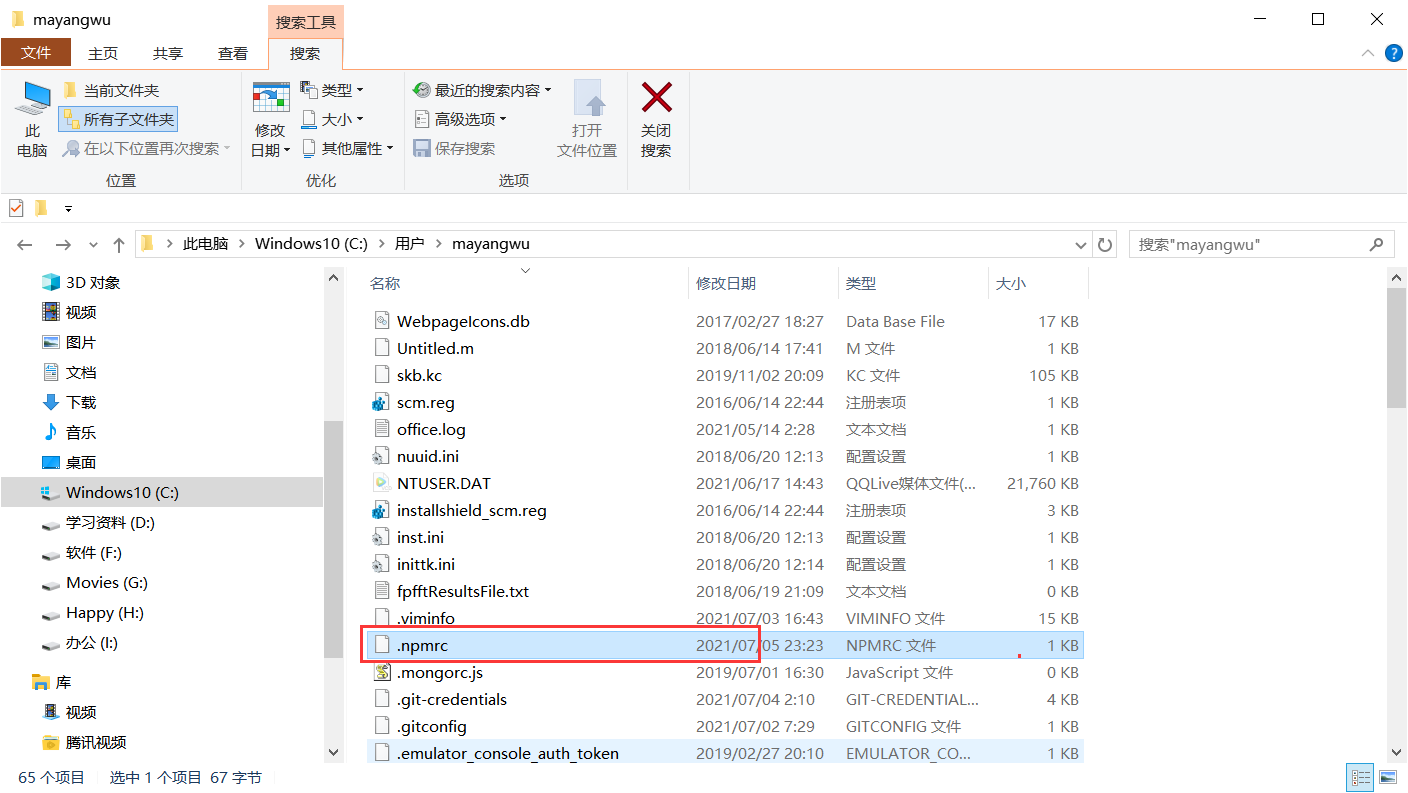 mayangwu
搜索工具
文件 主页 共享 查看 搜索
此电脑
当前文件夹
所有子文件夹
在以下位置再次搜索
位置
修改日期
类型
大小
其他属性
优化
最近的搜索内容
高级选项
保存搜索
打开文件位置
选项
关闭搜索
此电脑 Windows10 (C:) 用户 mayangwu
搜索"mayangwu"
3D 对象
视频
图片
文档
下载
音乐
桌面
Windows10 (C:)
学习资料 (D:)
软件 (F:)
Movies (G:)
Happy (H:)
办公 (I:)
库
视频
腾讯视频
名称 修改日期 类型 大小
WebpageIcons.db 2017/02/27 18:27 Data Base File 17 KB
Untitled.m 2018/06/14 17:41 M 文件 1 KB
skb.kc 2019/11/02 20:09 KC 文件 105 KB
scm.reg 2016/06/14 22:44 注册表项 1 KB
office.log 2021/05/14 2:28 文本文档 1 KB
nuuid.ini 2018/06/20 12:13 配置设置 1 KB
NTUSER.DAT 2021/06/17 14:43 QQLive媒体文件(... 21,760 KB
installshield_scm.reg 2016/06/14 22:44 注册表项 3 KB
inst.ini 2018/06/20 12:13 配置设置 1 KB
inittk.ini 2018/06/20 12:14 配置设置 1 KB
fpfftResultsFile.txt 2018/06/19 21:09 文本文档 0 KB
.viminfo 2021/07/03 16:43 VIMINFO 文件 15 KB
.npmrc 2021/07/05 23:23 NPMRC 文件 1 KB
.mongorc.js 2019/07/01 16:30 JavaScript 文件 0 KB
.git-credentials 2021/07/04 2:10 GIT-CREDENTIAL... 4 KB
.gitconfig 2021/07/02 7:29 GITCONFIG 文件 1 KB
.emulator_console_auth_token 2019/02/27 20:10 EMULATOR_CO... 1 KB
65 个项目 选中 1 个项目 67 字节